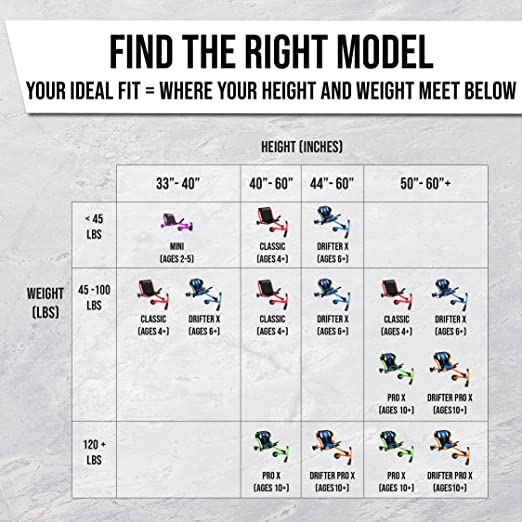 FIND THE RIGHT MODEL
YOUR IDEAL FIT = WHERE YOUR HEIGHT AND WEIGHT MEET BELOW
HEIGHT (INCHES)
33”- 40” 40”- 60” 44”- 60” 50”- 60”+
< 45
LBS
MINI
(AGES 2-5)
CLASSIC
(AGES 4+)
DRIFTER X
(AGES 6+)
WEIGHT
(LBS)
45 -100
LBS
CLASSIC
(AGES 4+)
DRIFTER X
(AGES 6+)
CLASSIC
(AGES 4+)
DRIFTER X
(AGES 6+)
CLASSIC
(AGES 4+)
DRIFTER X
(AGES 6+)
PRO X
(AGES 10+)
DRIFTER PRO X
(AGES10+)
120 +
LBS
PRO X
(AGES 10+)
DRIFTER PRO X
(AGES10+)
PRO X
(AGES 10+)
DRIFTER PRO X
(AGES10+)